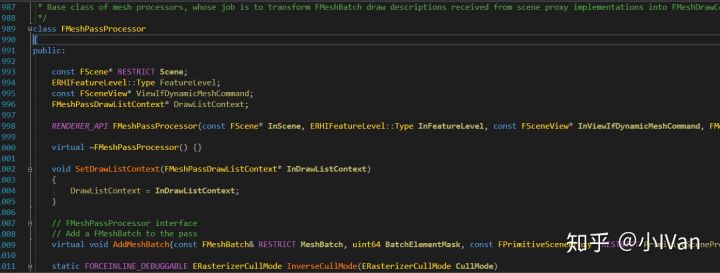 987 * Base class of mesh processors, whose job is to transform FMeshBatch draw descriptions received from scene proxy implementations into FMeshDrawCo
988 */
989 class FMeshPassProcessor
990 {
991 public:
992
993 const FScene* RESTRICT Scene;
994 ERHIFeatureLevel::Type FeatureLevel;
995 const FSceneView* ViewIfDynamicMeshCommand;
996 FMeshPassDrawListContext* DrawListContext;
997
998 RENDERER_API FMeshPassProcessor(const FScene* InScene, ERHIFeatureLevel::Type InFeatureLevel, const FSceneView* InViewIfDynamicMeshCommand, FM
999
1000 virtual ~FMeshPassProcessor() {}
1001
1002 void SetDrawListContext(FMeshPassDrawListContext* InDrawListContext)
1003 {
1004 DrawListContext = InDrawListContext;
1005 }
1006
1007 // FMeshPassProcessor interface
1008 // Add a FMeshBatch to the pass
1009 virtual void AddMeshBatch(const FMeshBatch& RESTRICT MeshBatch, uint64 BatchElementMask, const FPrimitiveSceneProxy* RESTRICT PrimitiveSceneProx
1010
1011 static FORCEINLINE_DEBUGGABLE ERasterizerCullMode InverseCullMode(ERasterizerCullMode CullMode)
知乎 @小IVan